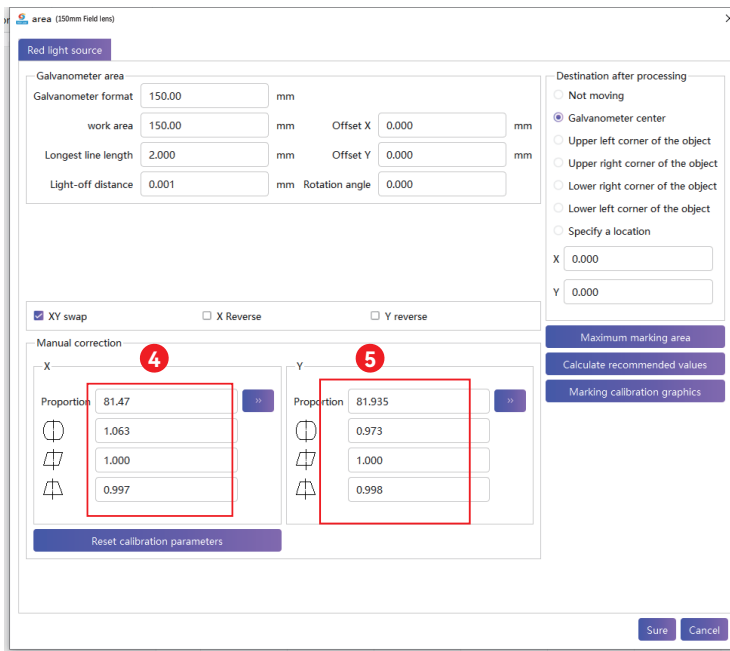 area (150mm Field lens)
Red light source
Galvanometer area
Galvanometer format 150.00 mm
work area 150.00 mm Offset X 0.000 mm
Longest line length 2.000 mm Offset Y 0.000 mm
Light-off distance 0.001 mm Rotation angle 0.000
Destination after processing
Not moving
Galvanometer center
Upper left corner of the object
Upper right corner of the object
Lower right corner of the object
Lower left corner of the object
Specify a location
X 0.000
Y 0.000
XY swap X Reverse Y reverse
Maximum marking area
Calculate recommended values
Marking calibration graphics
Manual correction
4
X
Proportion 81.47 »
1.063
1.000
0.997
5
Y
Proportion 81.935 »
0.973
1.000
0.998
Reset calibration parameters
Sure Cancel